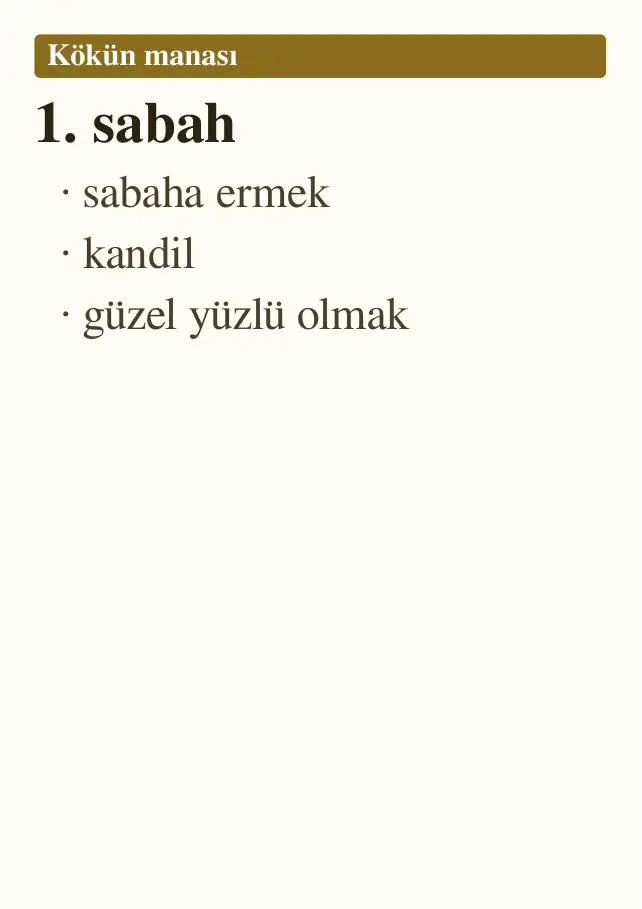 Kökün manası
1. sabah
· sabaha ermek
· kandil
· güzel yüzlü olmak